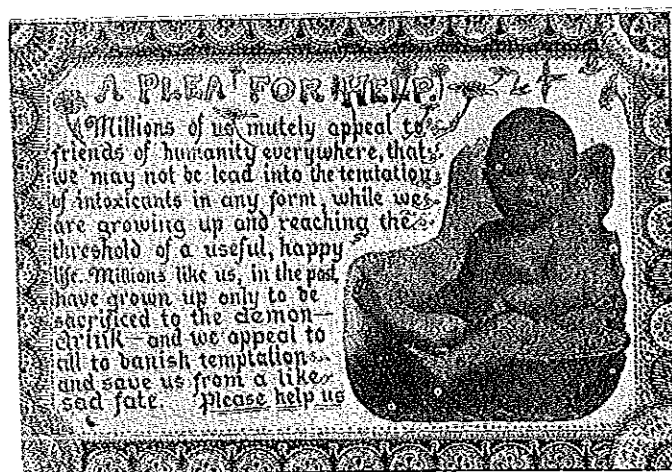 A PLEA FOR HELP
Millions of us mutely appeal to
friends of humanity everywhere, that
we may not be lead into the temtation
of intoxicants in any form, while we
are growing up and reaching the
threshold of a useful, happy
life. Millions like us, in the past
have grown up only to be
sacrificed to the demon—
drink—and we appeal to
all to banish temptation
and save us from a like
sad fate. Please help us